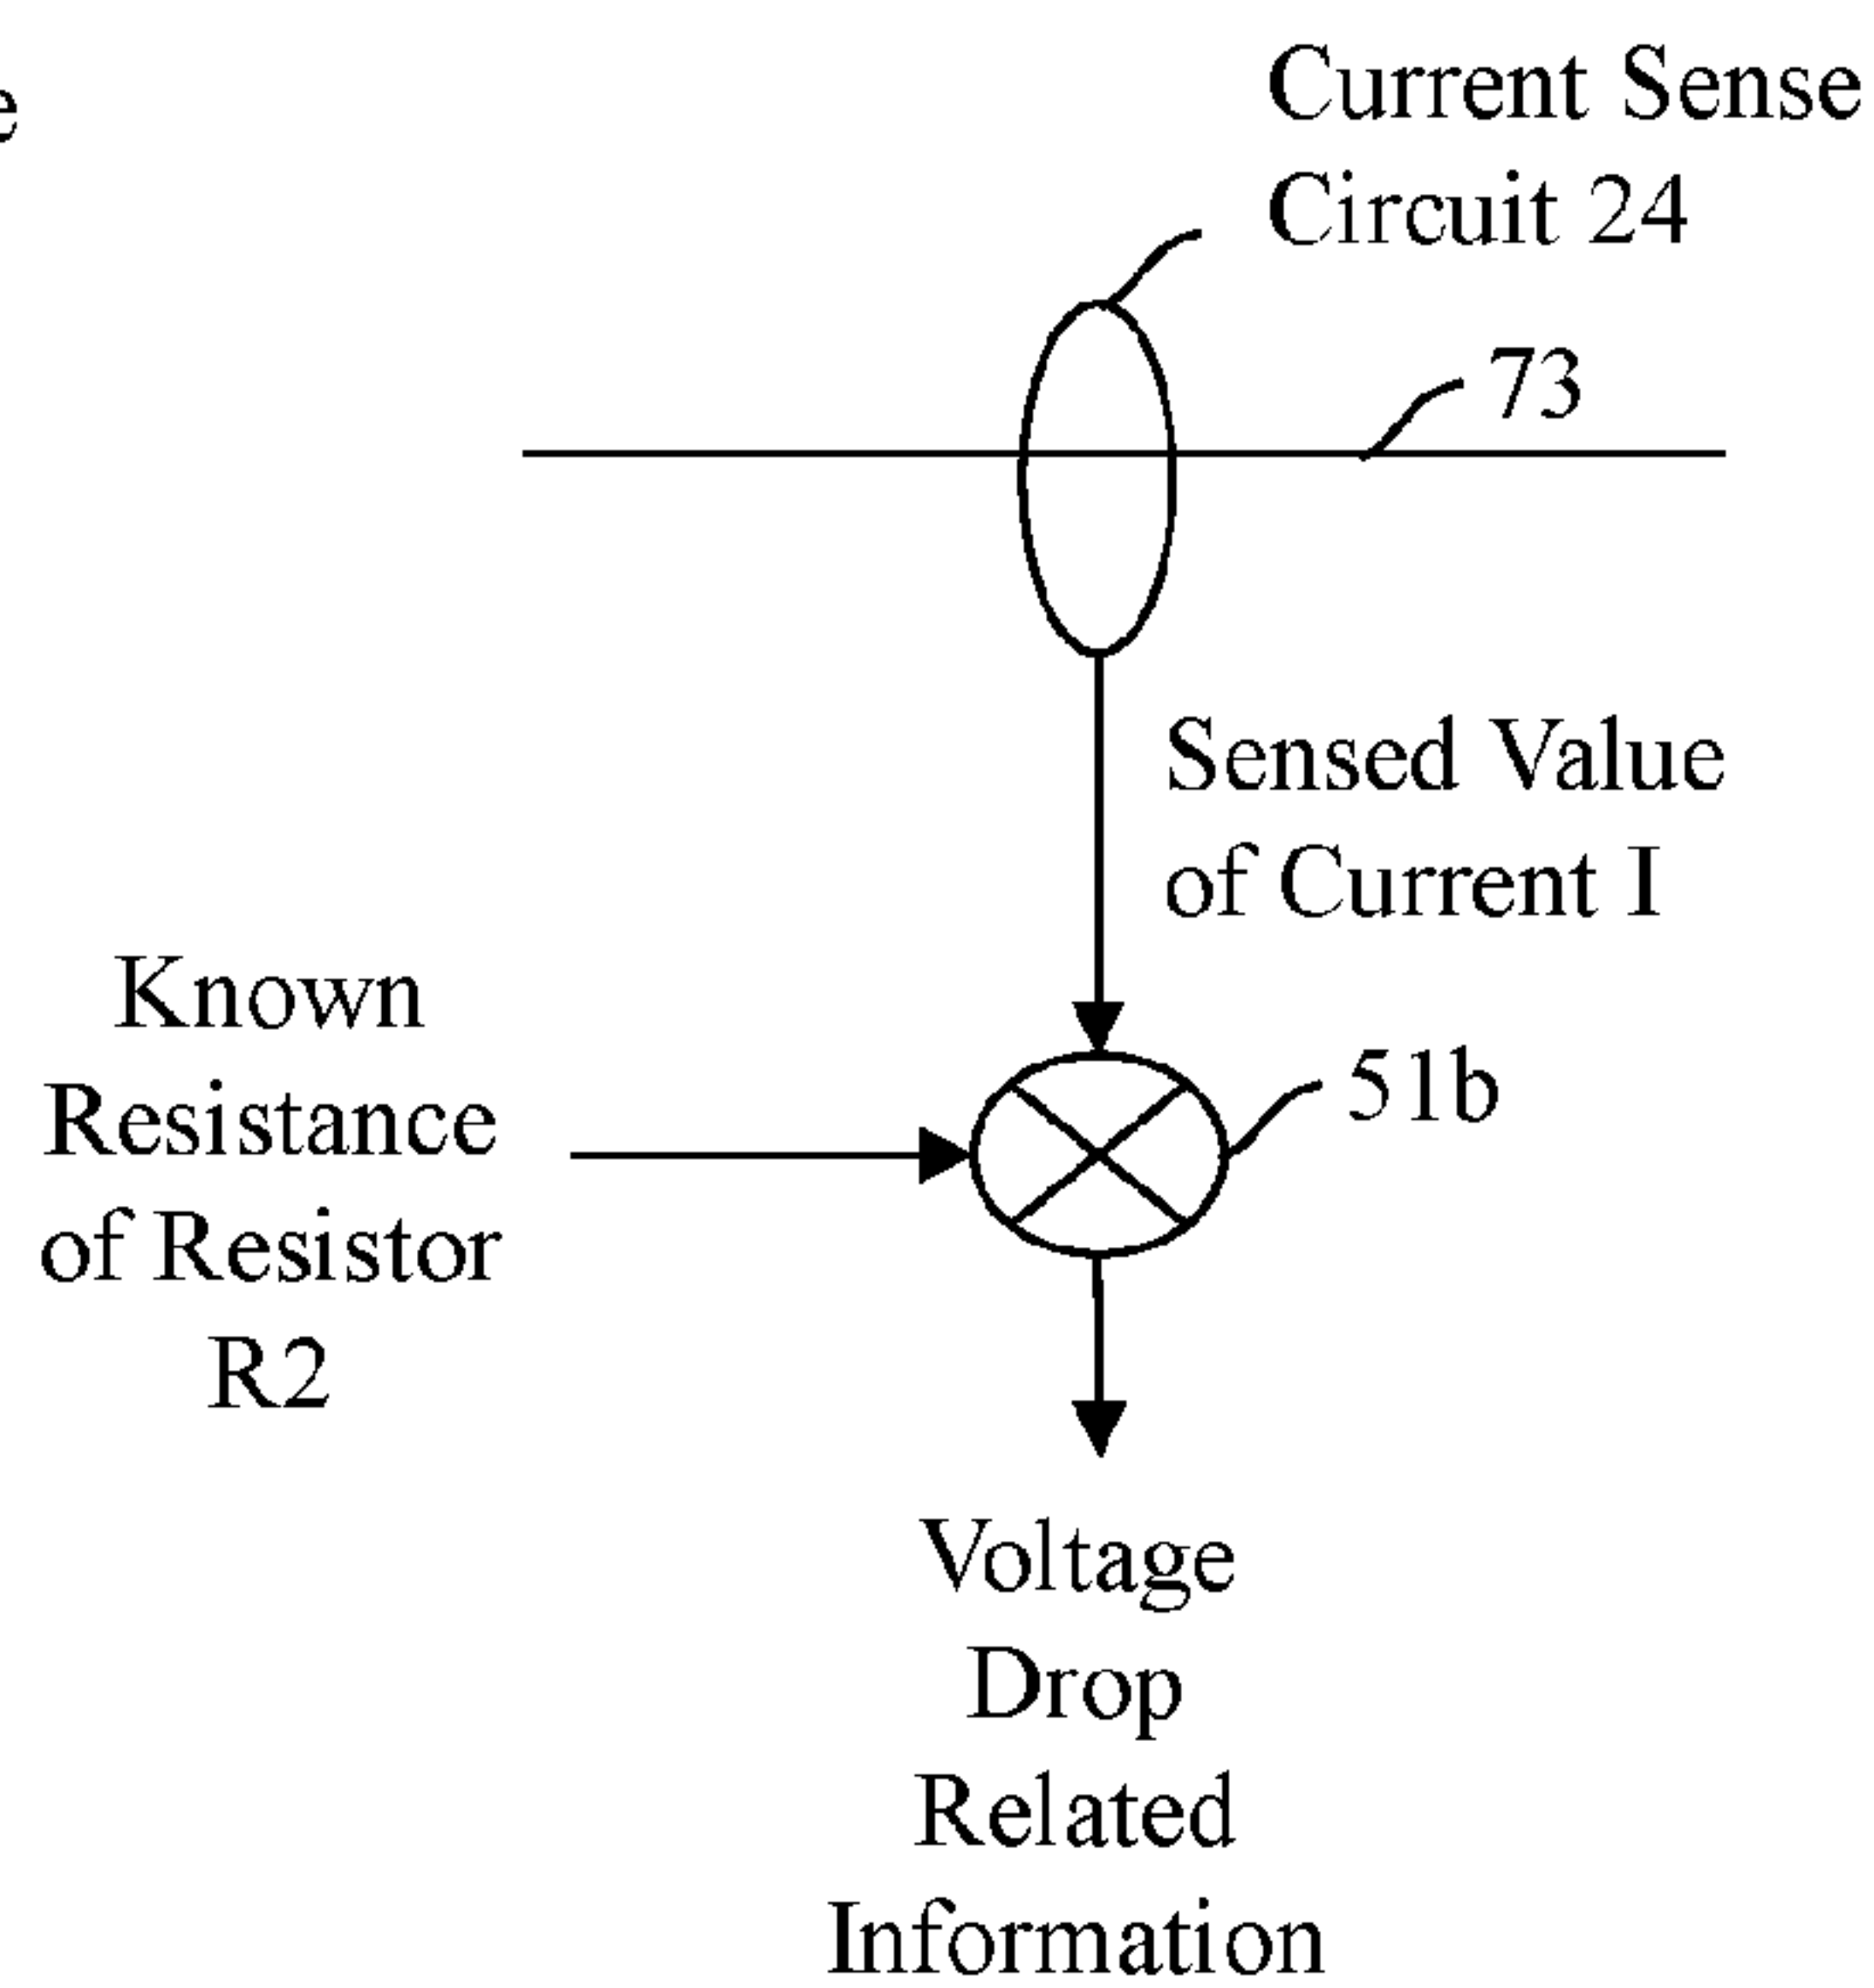 e
Current Sense
Circuit 24
73
Sensed Value
of Current I
Known
Resistance
of Resistor
R2
51b
Voltage
Drop
Related
Information